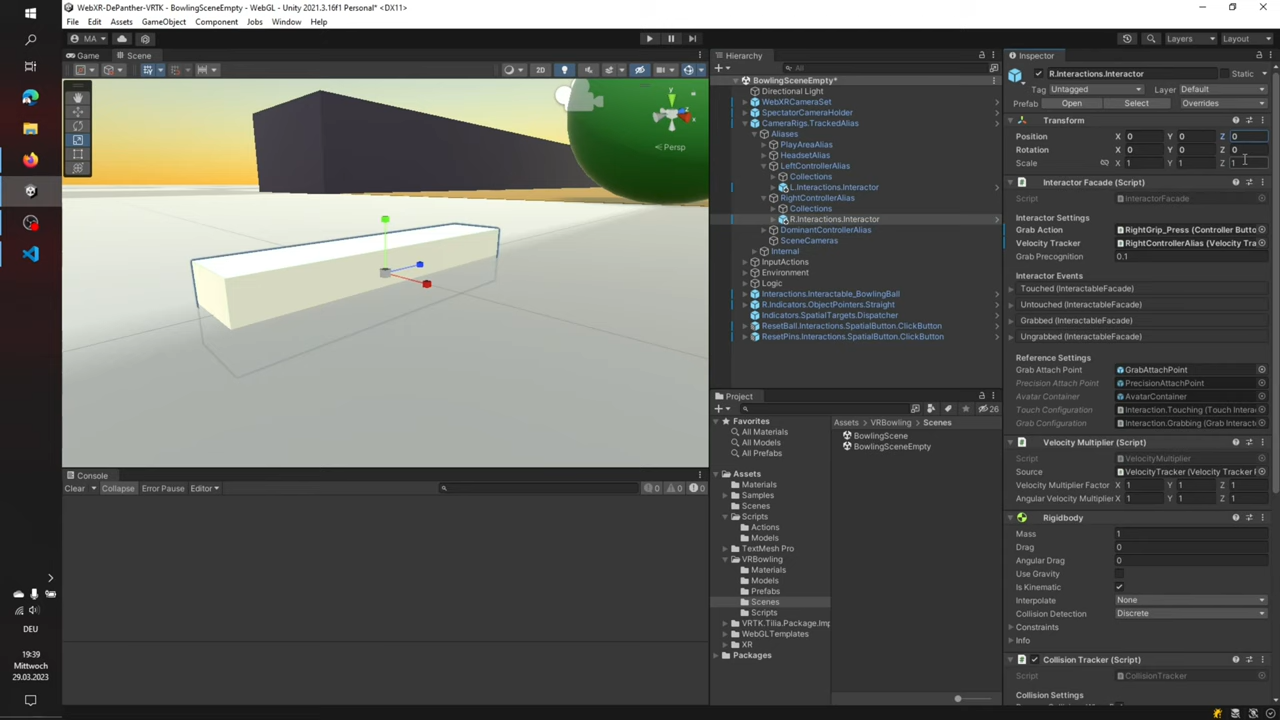 WebXR-DePanther-VRTK - BowlingSceneEmpty - WebGL - Unity 2021.3.16f1 Personal* <DX11>
File Edit Assets GameObject Component Jobs Window Help
MA
Layers Layout
Game Scene
2D
y
Persp
Clear Collapse Error Pause Editor
Console
0 0 0
Hierarchy
All
BowlingSceneEmpty*
Directional Light
WebXRCameraSet
SpectatorCameraHolder
CameraRigs.TrackedAlias
Aliases
PlayAreaAlias
HeadsetAlias
LeftControllerAlias
Collections
L.Interactions.Interactor
RightControllerAlias
Collections
R.Interactions.Interactor
DominantControllerAlias
SceneCameras
Internal
InputActions
Environment
Logic
Interactions.Interactable_BowlingBall
R.Indicators.ObjectPointers.Straight
Indicators.SpatialTargets.Dispatcher
ResetBall.Interactions.SpatialButton.ClickButton
ResetPins.Interactions.SpatialButton.ClickButton
Project
26
Favorites
All Materials
All Models
All Prefabs
Assets
Materials
Samples
Scenes
Scripts
Actions
Models
TextMesh Pro
VRBowling
Materials
Models
Prefabs
Scenes
Scripts
VRTK.Tilia.Package.Imp
WebGLTemplates
XR
Packages
Assets > VRBowling > Scenes
BowlingScene
BowlingSceneEmpty
Inspector
R.Interactions.Interactor Static
Tag Untagged Layer Default
Prefab Open Select Overrides
Transform
Position X 0 Y 0 Z 0
Rotation X 0 Y 0 Z 0
Scale X 1 Y 1 Z 1
Interactor Facade (Script)
Script InteractorFacade
Interactor Settings
Grab Action RightGrip_Press (Controller Butto
Velocity Tracker RightControllerAlias (Velocity Tra
Grab Precognition 0.1
Interactor Events
Touched (InteractableFacade)
Untouched (InteractableFacade)
Grabbed (InteractableFacade)
Ungrabbed (InteractableFacade)
Reference Settings
Grab Attach Point GrabAttachPoint
Precision Attach Point PrecisionAttachPoint
Avatar Container AvatarContainer
Touch Configuration Interaction.Touching (Touch Intera
Grab Configuration Interaction.Grabbing (Grab Interac
Velocity Multiplier (Script)
Script VelocityMultiplier
Source VelocityTracker (Velocity Tracker
Velocity Multiplier Factor X 1 Y 1 Z 1
Angular Velocity Multiplier X 1 Y 1 Z 1
Rigidbody
Mass 1
Drag 0
Angular Drag 0
Use Gravity
Is Kinematic
Interpolate None
Collision Detection Discrete
Constraints
Info
Collision Tracker (Script)
Script CollisionTracker
Collision Settings
DEU
19:39
Mittwoch
29.03.2023